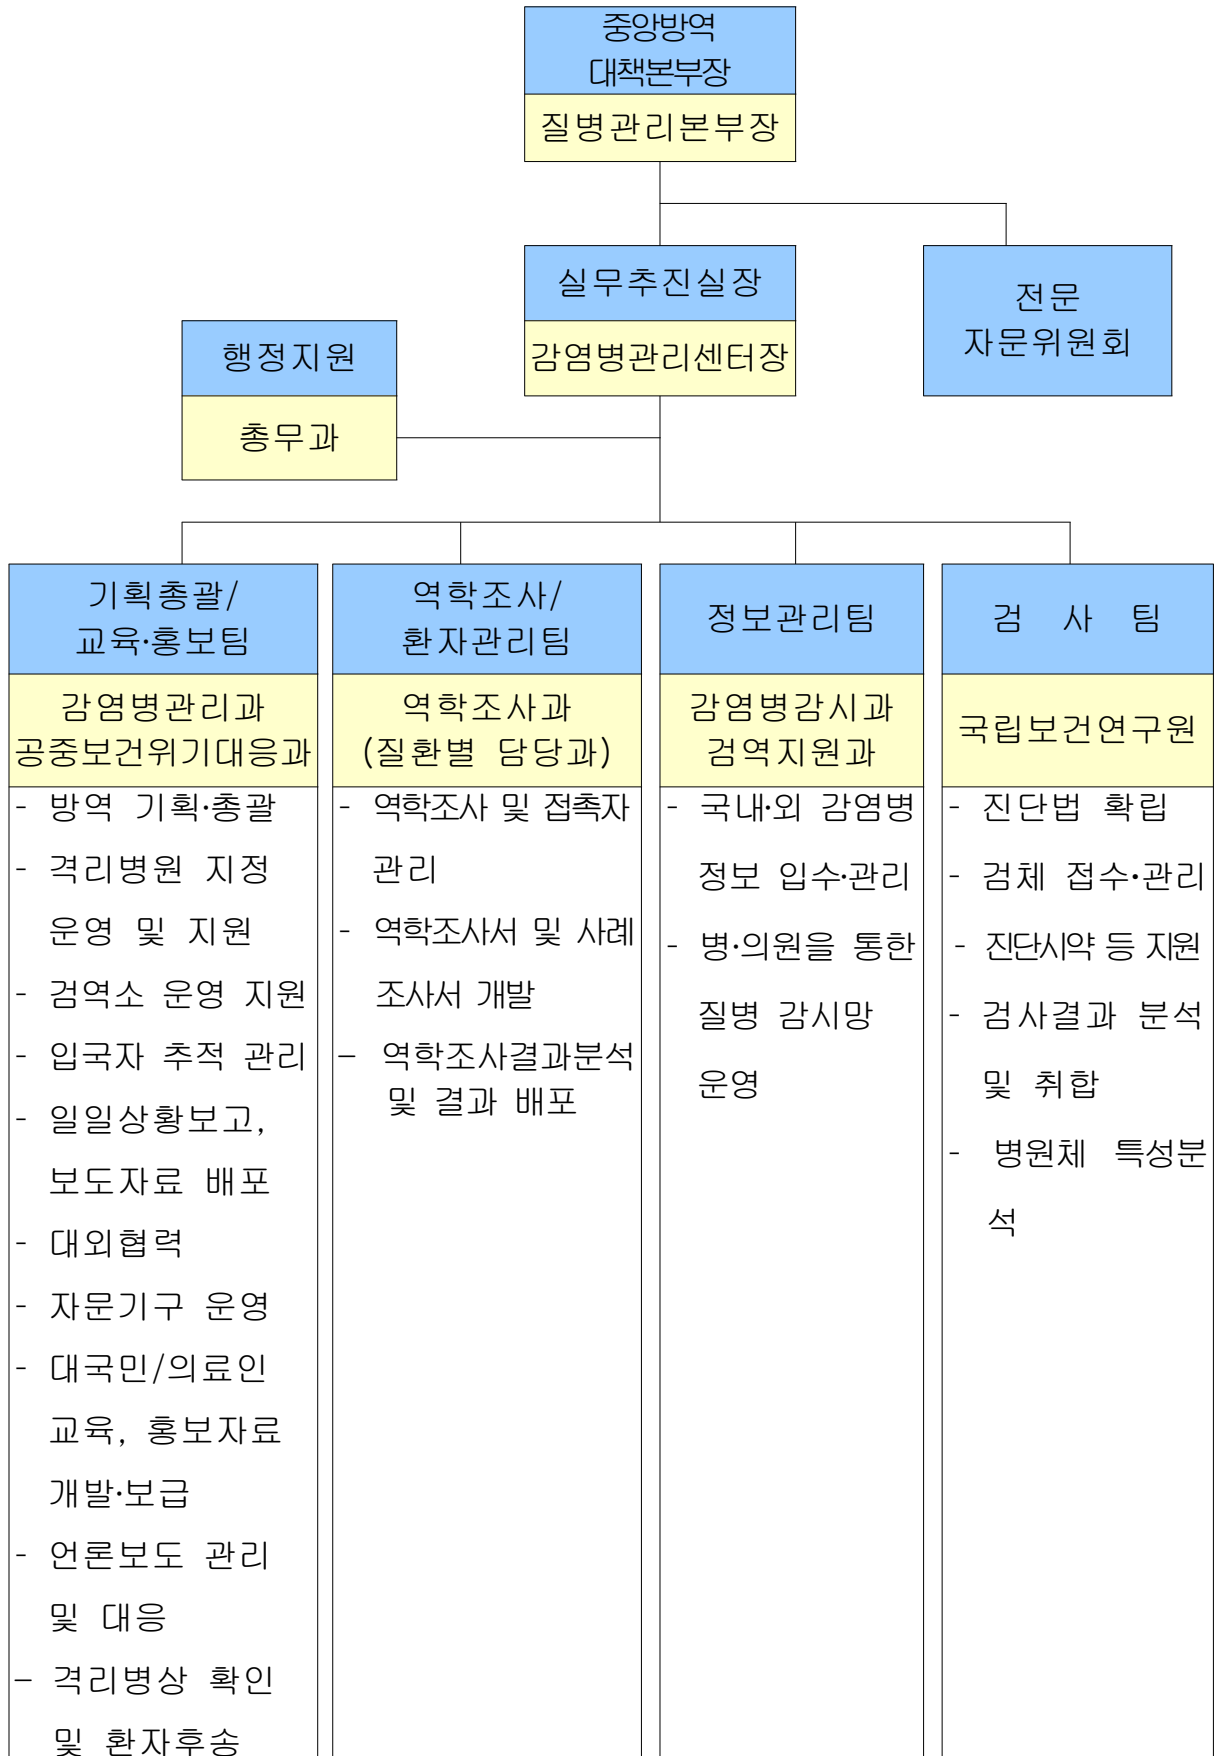 중앙방역
대책본부장
질병관리본부장
실무추진실장
감염병관리센터장
전문
자문위원회
행정지원
총무과
기획총괄/
교육·홍보팀
감염병관리과
공중보건위기대응과
- 방역 기획·총괄
- 격리병원 지정
운영 및 지원
- 검역소 운영 지원
- 입국자 추적 관리
- 일일상황보고,
보도자료 배포
- 대외협력
- 자문기구 운영
- 대국민/의료인
교육, 홍보자료
개발·보급
- 언론보도 관리
및 대응
- 격리병상 확인
및 환자후송
역학조사/
환자관리팀
역학조사과
(질환별 담당과)
- 역학조사 및 접촉자
관리
- 역학조사서 및 사례
조사서 개발
- 역학조사결과분석
및 결과 배포
정보관리팀
감염병감시과
검역지원과
- 국내·외 감염병
정보 입수·관리
- 병·의원을 통한
질병 감시망
운영
검 사 팀
국립보건연구원
- 진단법 확립
- 검체 접수·관리
- 진단시약 등 지원
- 검사결과 분석
및 취합
- 병원체 특성분
석